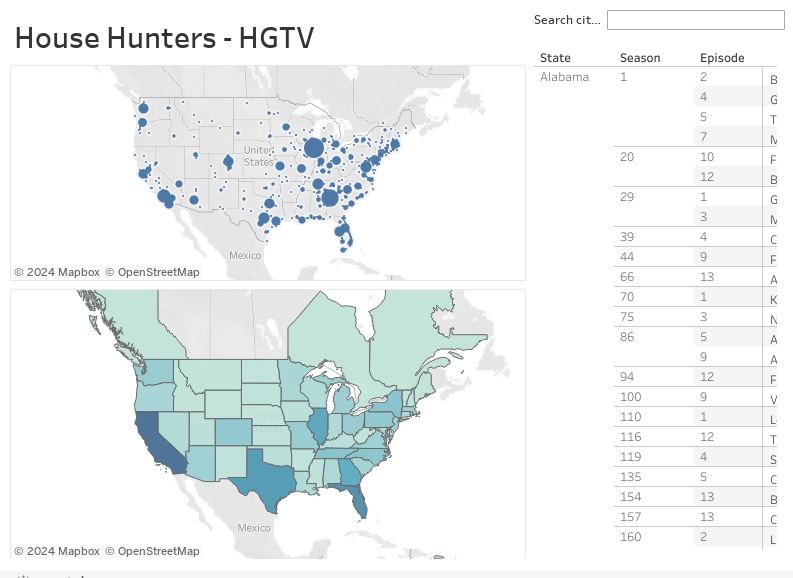 House Hunters - HGTV
United
States
Mexico
© 2024 Mapbox © OpenStreetMap
United
Mexico
© 2024 Mapbox © OpenStreetMap
Search cit...
State Season Episode
Alabama 1 2 B
4 G
5 T
7 M
20 10 F
12 B
29 1 G
3 M
39 4 C
44 9 F
66 13 A
70 1 K
75 3 N
86 5 A
9 A
94 12 F
100 9 V
110 1 L
116 12 T
119 4 S
135 5 C
154 13 B
157 13 C
160 2 L